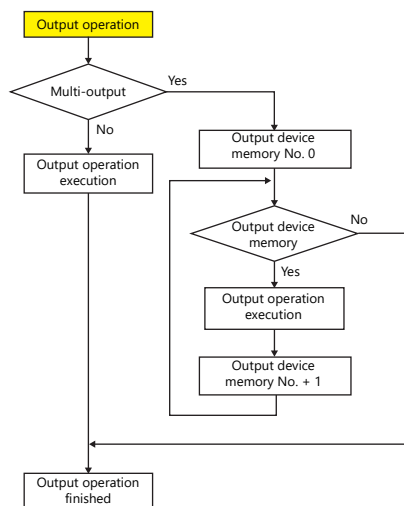 Output operation
Multi-output
Yes
No
Output device
memory No. 0
Output operation
execution
Output device
memory
No
Yes
Output operation
execution
Output device
memory No. + 1
Output operation
finished